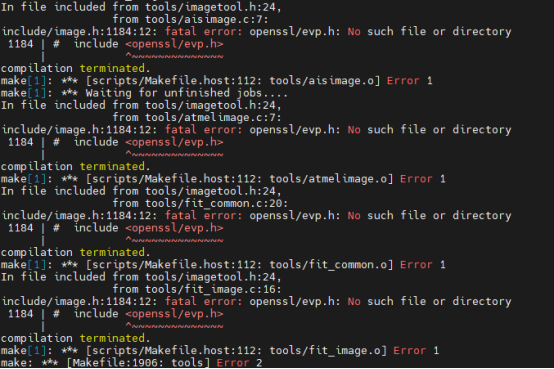 In file included from tools/imagetool.h:24,
                 from tools/aisimage.c:7:
include/image.h:1184:12: fatal error: openssl/evp.h: No such file or directory
 1184 | #  include <openssl/evp.h>
      |            ^~~~~~~~~~~~~~~
compilation terminated.
make[1]: *** [scripts/Makefile.host:112: tools/aisimage.o] Error 1
make[1]: *** Waiting for unfinished jobs....
In file included from tools/imagetool.h:24,
                 from tools/atmelimage.c:7:
include/image.h:1184:12: fatal error: openssl/evp.h: No such file or directory
 1184 | #  include <openssl/evp.h>
      |            ^~~~~~~~~~~~~~~
compilation terminated.
make[1]: *** [scripts/Makefile.host:112: tools/atmelimage.o] Error 1
In file included from tools/imagetool.h:24,
                 from tools/fit_common.c:20:
include/image.h:1184:12: fatal error: openssl/evp.h: No such file or directory
 1184 | #  include <openssl/evp.h>
      |            ^~~~~~~~~~~~~~~
compilation terminated.
make[1]: *** [scripts/Makefile.host:112: tools/fit_common.o] Error 1
In file included from tools/imagetool.h:24,
                 from tools/fit_image.c:16:
include/image.h:1184:12: fatal error: openssl/evp.h: No such file or directory
 1184 | #  include <openssl/evp.h>
      |            ^~~~~~~~~~~~~~~
compilation terminated.
make[1]: *** [scripts/Makefile.host:112: tools/fit_image.o] Error 1
make: *** [Makefile:1906: tools] Error 2